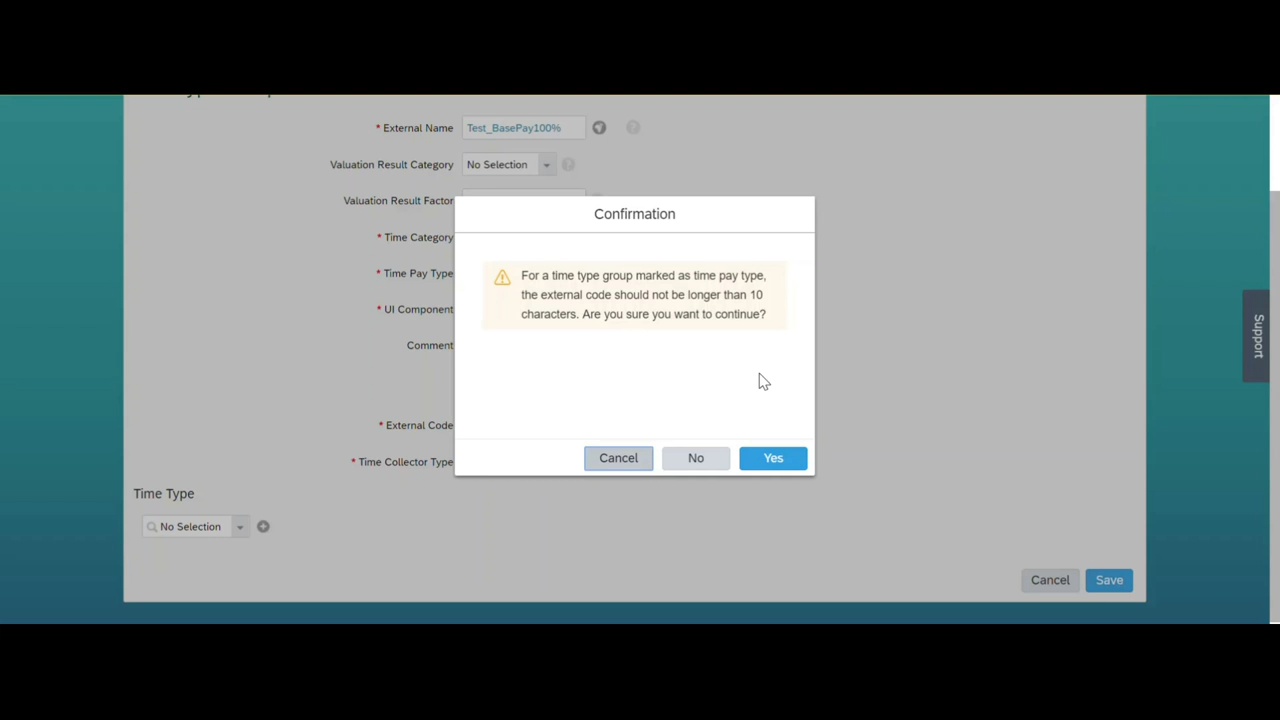 * External Name Test_BasePay100%
Valuation Result Category No Selection
Valuation Result Factor
Confirmation
* Time Category
* Time Pay Type
For a time type group marked as time pay type,
the external code should not be longer than 10
characters. Are you sure you want to continue?
* UI Component
Comment
* External Code
* Time Collector Type
Cancel No Yes
Time Type
No Selection
Cancel Save
Support